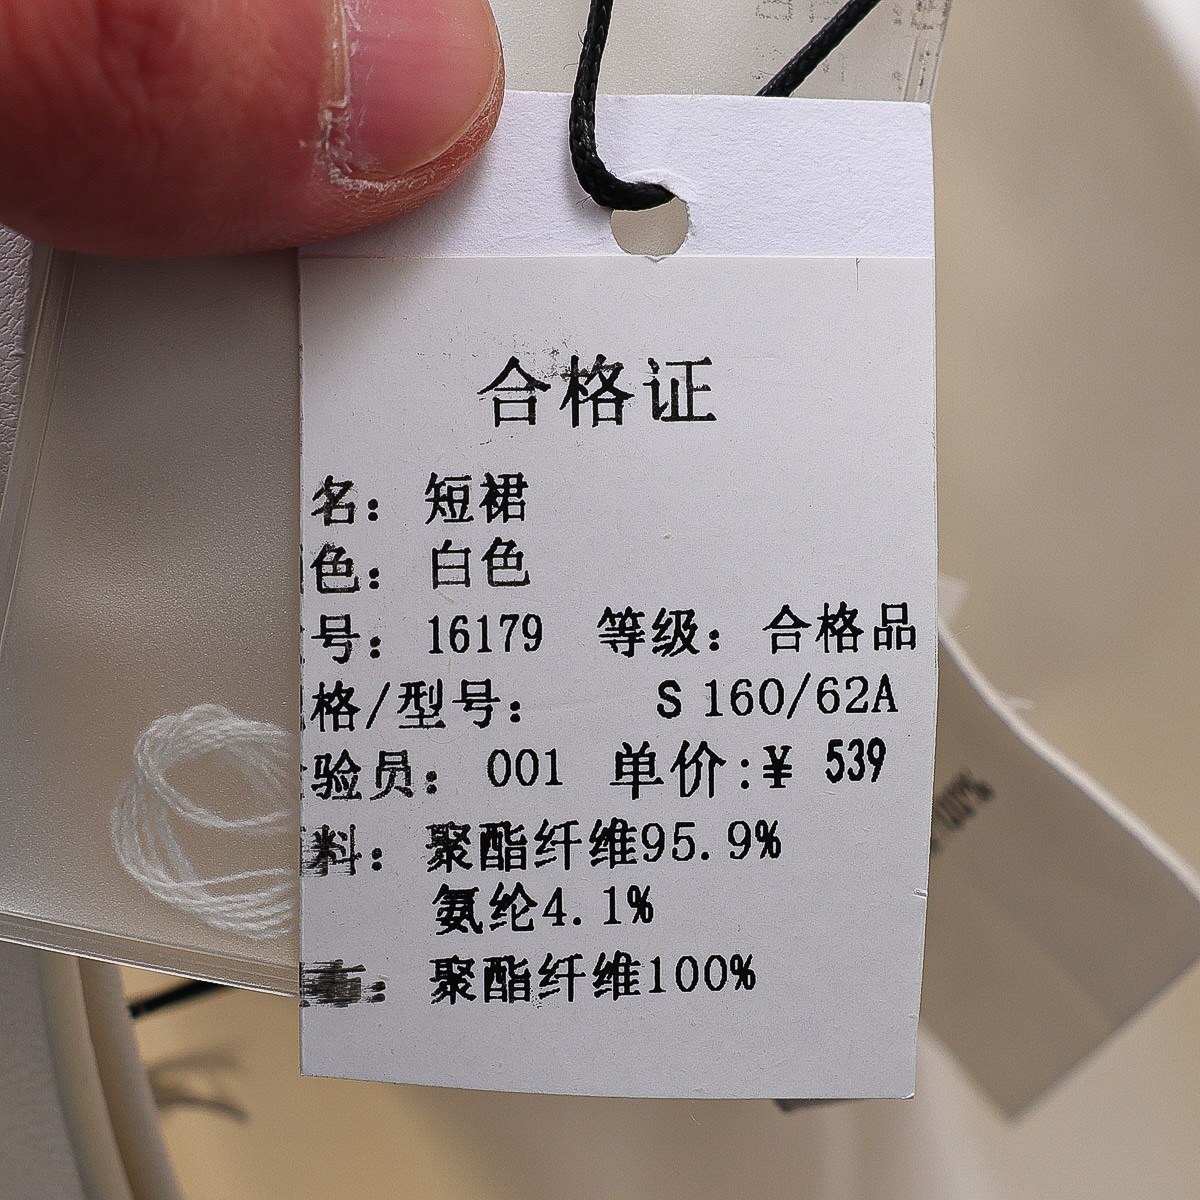 合格证
名：短裙
色：白色
号：16179 等级：合格品
格/型号： S 160/62A
验员：001 单价:¥ 539
料：聚酯纤维95.9%
氨纶4.1%
：聚酯纤维100%